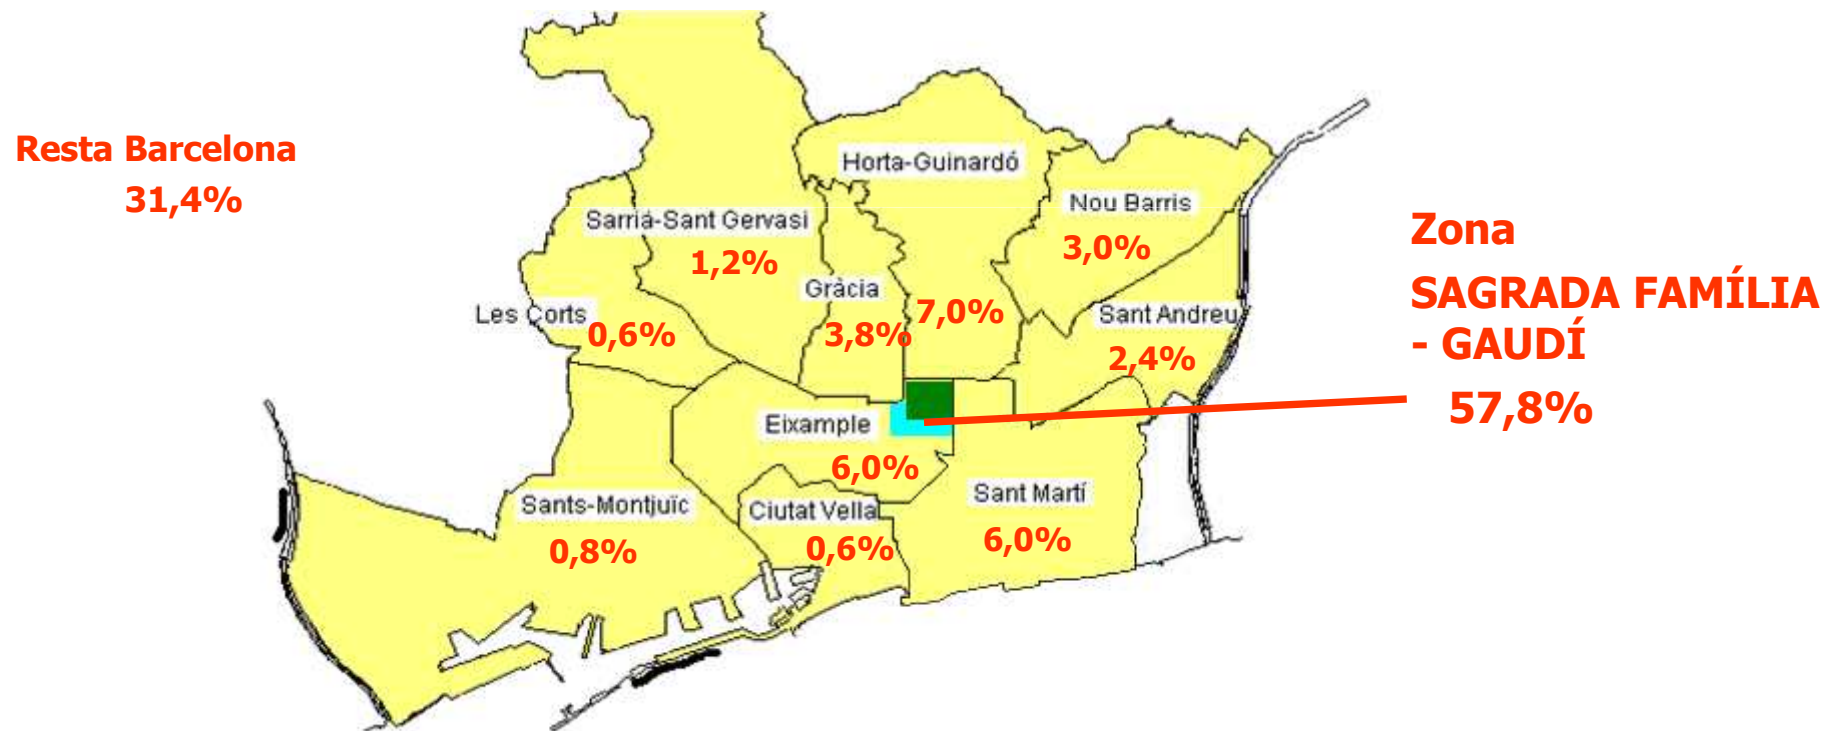 Resta Barcelona
31,4%
Horta-Guinardó
7,0%
Nou Barris
3,0%
Sarrià-Sant Gervasi
1,2%
Gràcia
3,8%
Les Corts
0,6%
Sant Andreu
2,4%
Zona
SAGRADA FAMÍLIA
- GAUDÍ
57,8%
Eixample
6,0%
Sants-Montjuïc
0,8%
Ciutat Vella
0,6%
Sant Martí
6,0%